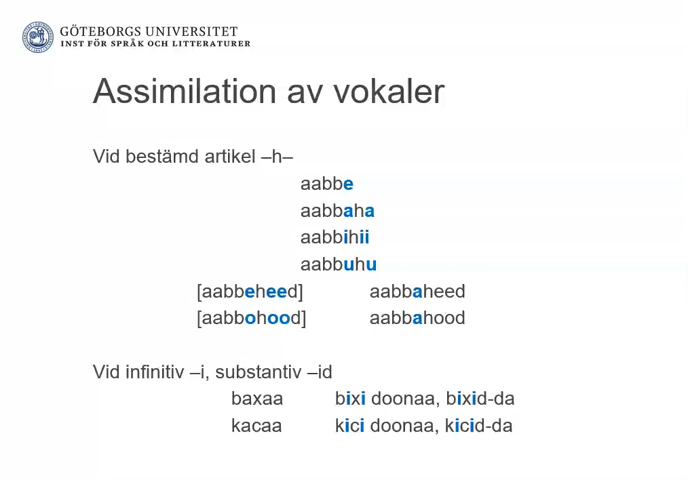 GÖTEBORGS UNIVERSITET
INST FÖR SPRÅK OCH LITTERATURER
Assimilation av vokaler
Vid bestämd artikel –h–
aabbe
aabbaha
aabbihii
aabbuhu
[aabbeheed] aabbaheed
[aabbohood] aabbahood
Vid infinitiv –i, substantiv –id
baxaa bixi doonaa, bixid-da
kacaa kici doonaa, kicid-da